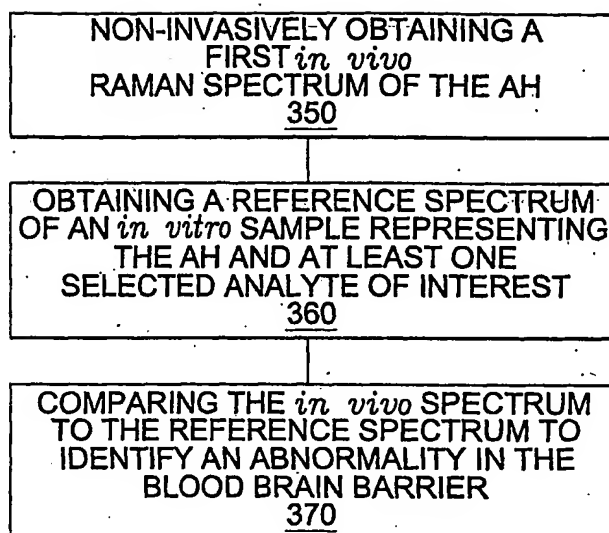 NON-INVASIVELY OBTAINING A
FIRST in vivo
RAMAN SPECTRUM OF THE AH
350
OBTAINING A REFERENCE SPECTRUM
OF AN in vitro SAMPLE REPRESENTING
THE AH AND AT LEAST ONE
SELECTED ANALYTE OF INTEREST
360
COMPARING THE in vivo SPECTRUM
TO THE REFERENCE SPECTRUM TO
IDENTIFY AN ABNORMALITY IN THE
BLOOD BRAIN BARRIER
370